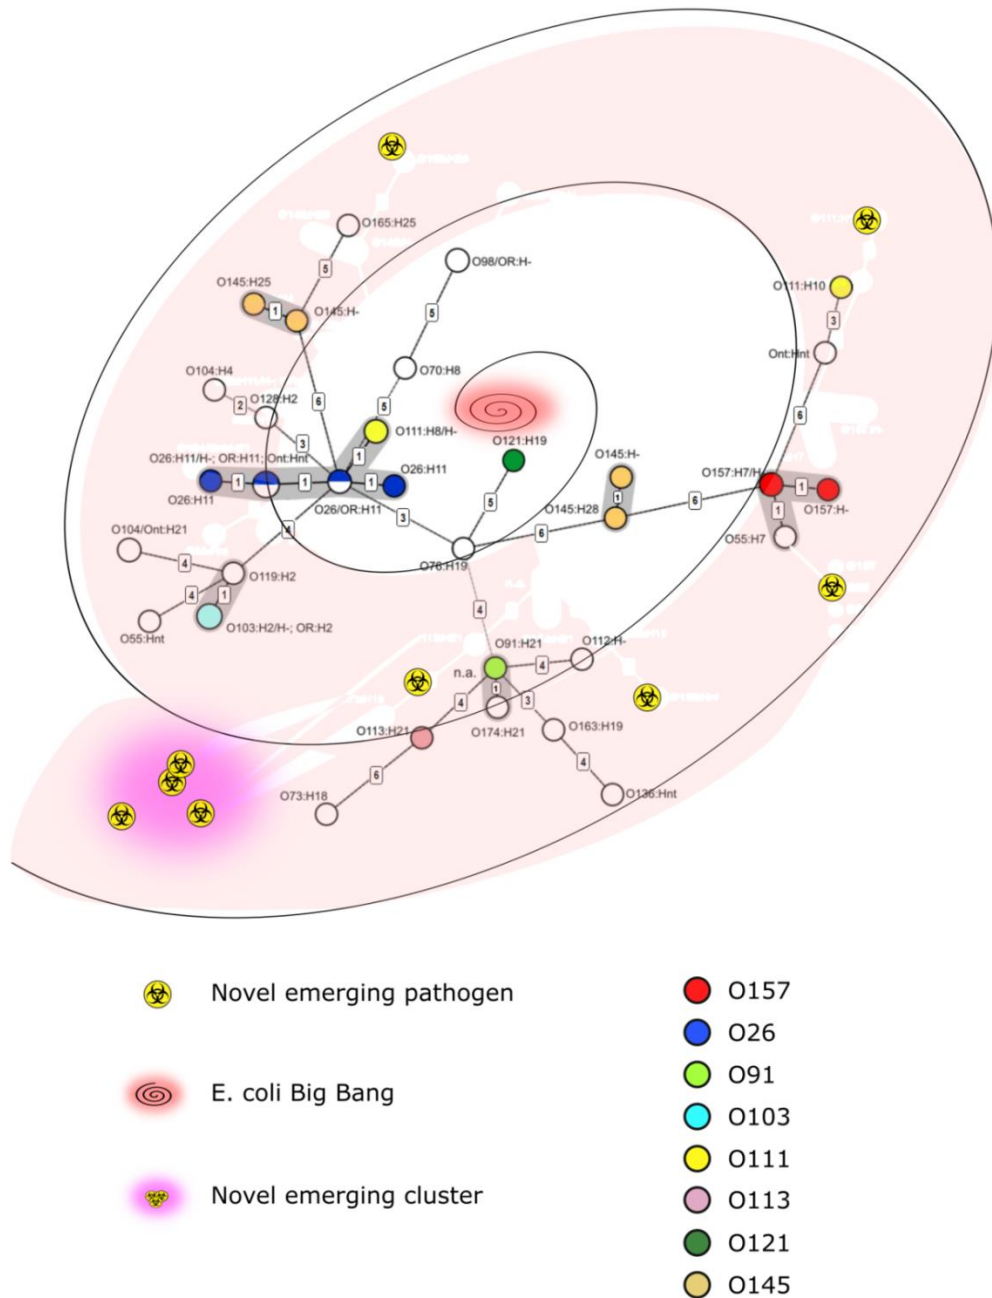 O165:H25
O98/OR:H-
5
O145:H25
O111:H10
1
O145:H-
5
3
Ont:Hnt
O104:H4
O70:H8
2
O128:H2
6
5
6
3
O111:H8/H-
1
O121:H19
O145:H-
O26:H11/H-; OR:H11; Ont:Hnt
O26:H11
O157:H7/H-
1
1
1
5
1
6
1
O26:H11
O26/OR:H11
O145:H28
O157:H-
O104/Ont:H21
4
3
6
1
O55:H7
4
O76:H19
O119:H2
4
1
4
O55:Hnt
O103:H2/H-; OR:H2
O91:H21
O112:H-
n.a.
4
4
1
3
O113:H21
O174:H21
O163:H19
6
4
O73:H18
O136:Hnt
Novel emerging pathogen
E. coli Big Bang
Novel emerging cluster
O157
O26
O91
O103
O111
O113
O121
O145